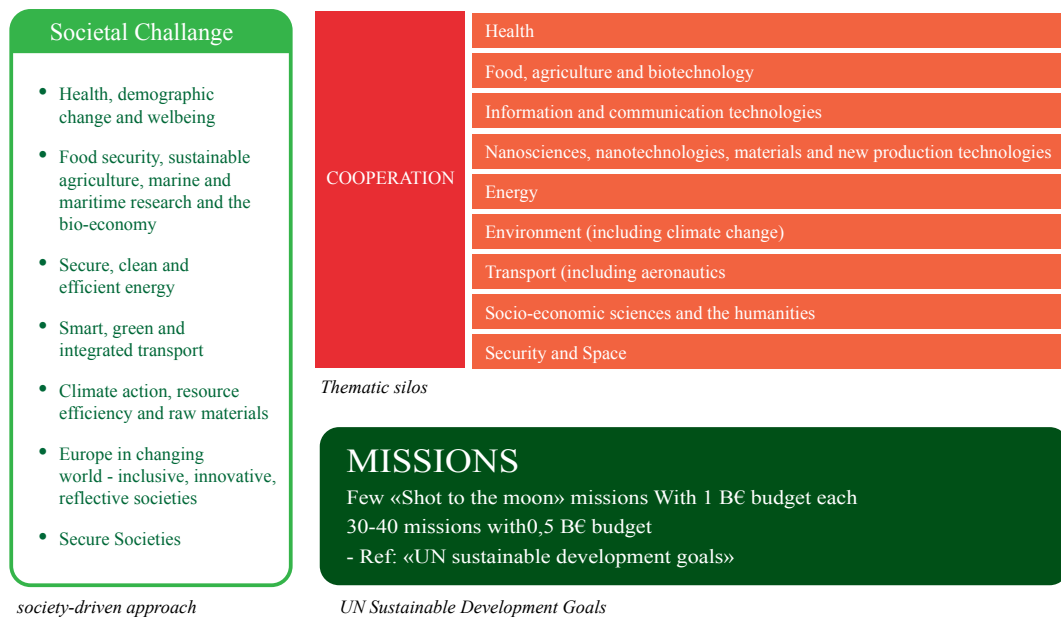 Societal Challange
• Health, demographic
change and welbeing
• Food security, sustainable
agriculture, marine and
maritime research and the
bio-economy
• Secure, clean and
efficient energy
• Smart, green and
integrated transport
• Climate action, resource
efficiency and raw materials
• Europe in changing
world - inclusive, innovative,
reflective societies
• Secure Societies
society-driven approach
COOPERATION
Health
Food, agriculture and biotechnology
Information and communication technologies
Nanosciences, nanotechnologies, materials and new production technologies
Energy
Environment (including climate change)
Transport (including aeronautics
Socio-economic sciences and the humanities
Security and Space
Thematic silos
MISSIONS
Few «Shot to the moon» missions With 1 B€ budget each
30-40 missions with0,5 B€ budget
- Ref: «UN sustainable development goals»
UN Sustainable Development Goals